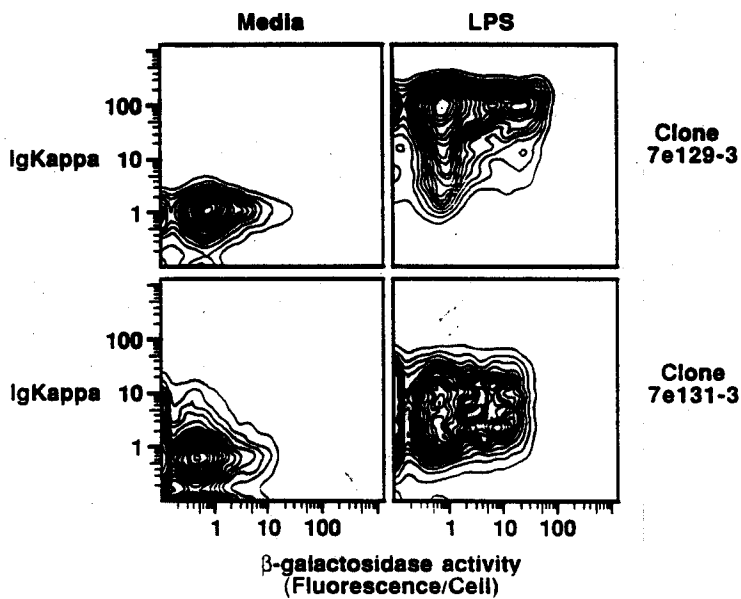 Media LPS
100
10
1
IgKappa
Clone
7e129-3
100
10
1
IgKappa
Clone
7e131-3
1 10 100 1 10 100
β-galactosidase activity
(Fluorescence/Cell)